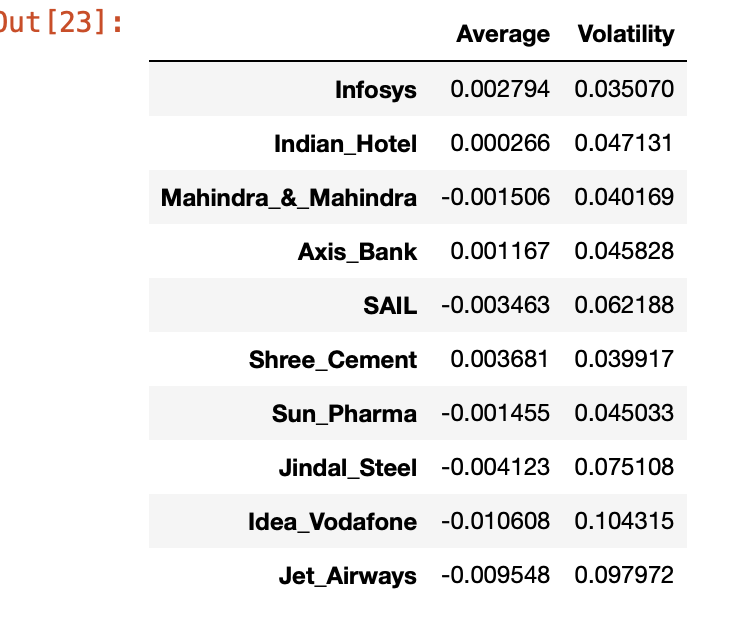 Out[23]:
Average Volatility
Infosys 0.002794 0.035070
Indian_Hotel 0.000266 0.047131
Mahindra_&_Mahindra -0.001506 0.040169
Axis_Bank 0.001167 0.045828
SAIL -0.003463 0.062188
Shree_Cement 0.003681 0.039917
Sun_Pharma -0.001455 0.045033
Jindal_Steel -0.004123 0.075108
Idea_Vodafone -0.010608 0.104315
Jet_Airways -0.009548 0.097972